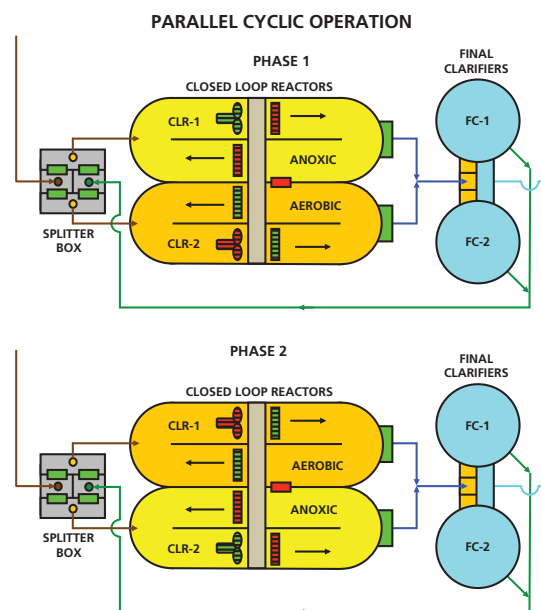 PARALLEL CYCLIC OPERATION
PHASE 1
FINAL
CLARIFIERS
CLOSED LOOP REACTORS
CLR-1
FC-1
ANOXIC
AEROBIC
SPLITTER
BOX
CLR-2
FC-2
PHASE 2
FINAL
CLARIFIERS
CLOSED LOOP REACTORS
CLR-1
FC-1
AEROBIC
ANOXIC
SPLITTER
BOX
CLR-2
FC-2